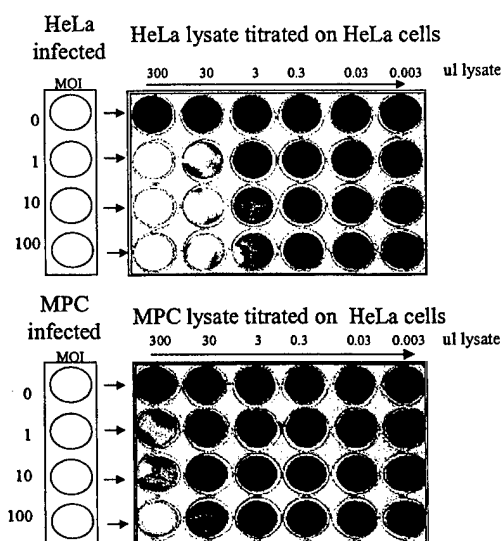 HeLa
infected
HeLa lysate titrated on HeLa cells
MOI
300 30 3 0.3 0.03 0.003 ul lysate
0
1
10
100
MPC
infected
MPC lysate titrated on HeLa cells
MOI
300 30 3 0.3 0.03 0.003 ul lysate
0
1
10
100